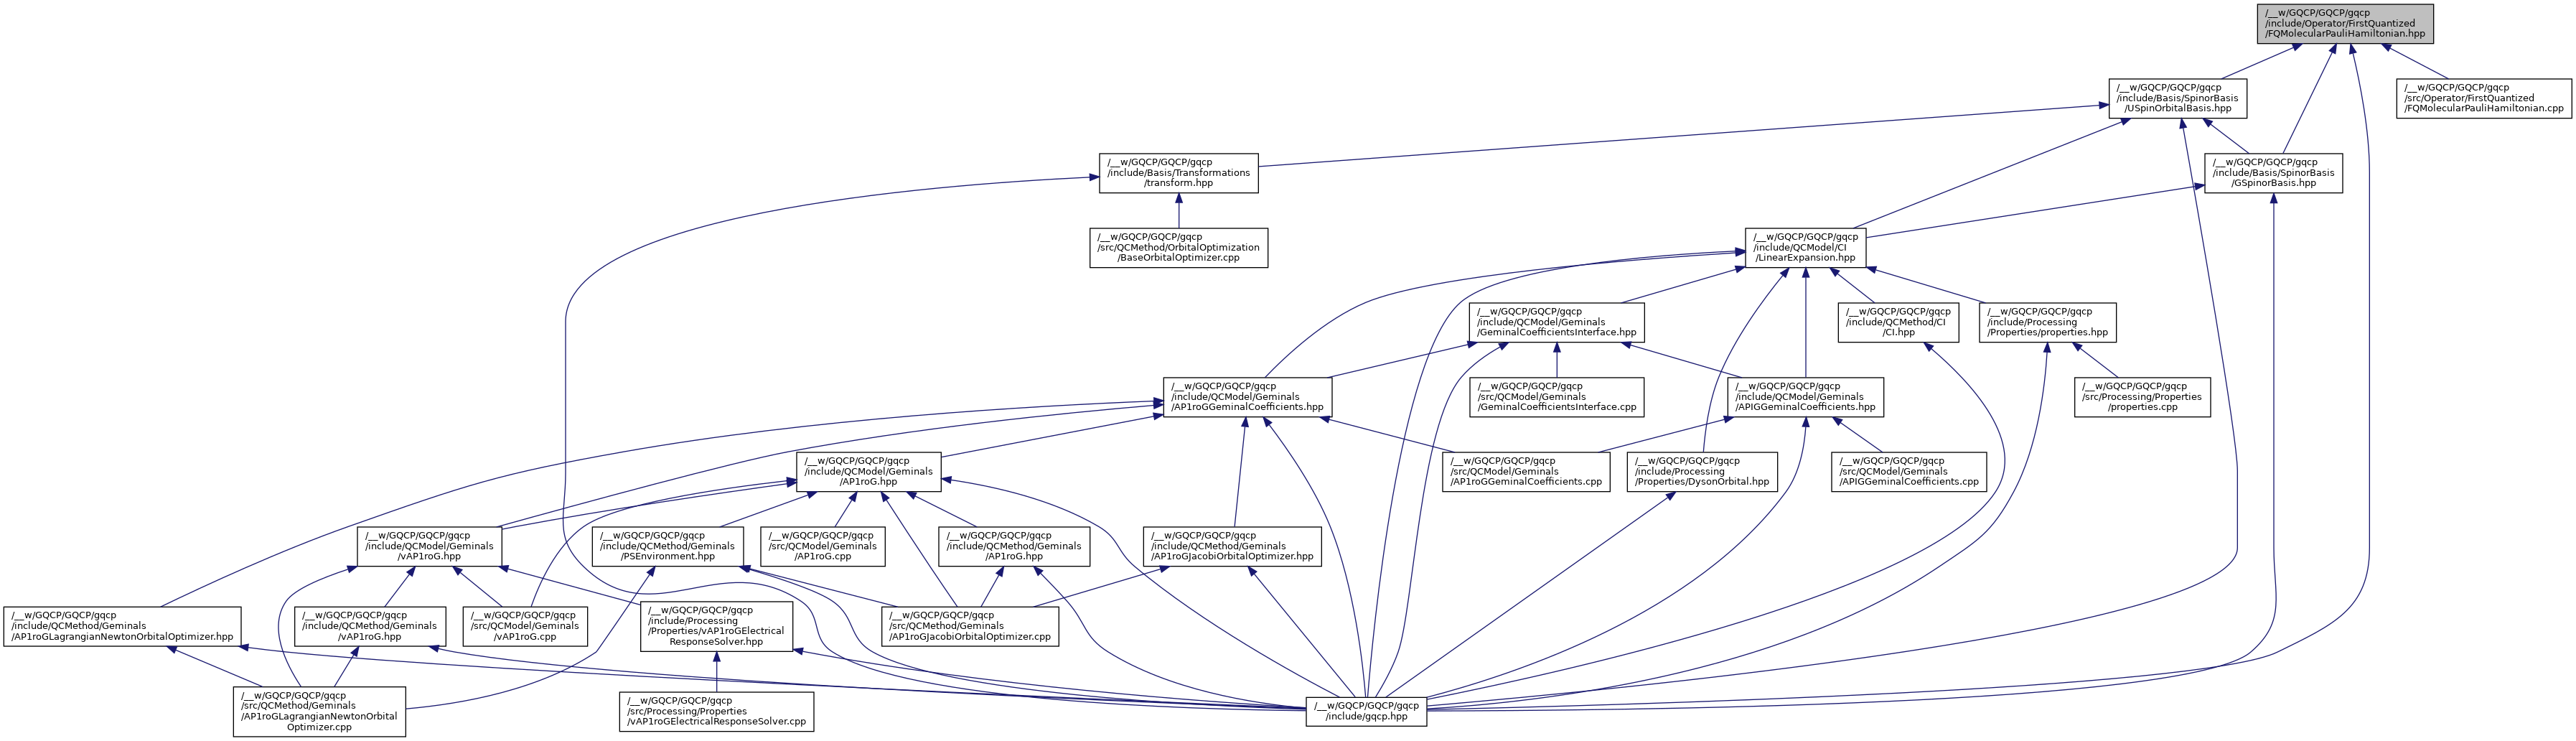 /__w/GQCP/GQCP/gqcp
/include/Operator/FirstQuantized
/FQMolecularPauliHamiltonian.hpp
/__w/GQCP/GQCP/gqcp
/include/Basis/SpinorBasis
/USpinOrbitalBasis.hpp
/__w/GQCP/GQCP/gqcp
/src/Operator/FirstQuantized
/FQMolecularPauliHamiltonian.cpp
/__w/GQCP/GQCP/gqcp
/include/Basis/Transformations
/transform.hpp
/__w/GQCP/GQCP/gqcp
/include/Basis/SpinorBasis
/GSpinorBasis.hpp
/__w/GQCP/GQCP/gqcp
/src/QCMethod/OrbitalOptimization
/BaseOrbitalOptimizer.cpp
/__w/GQCP/GQCP/gqcp
/include/QCModel/CI
/LinearExpansion.hpp
/__w/GQCP/GQCP/gqcp
/include/QCModel/Geminals
/GeminalCoefficientsInterface.hpp
/__w/GQCP/GQCP/gqcp
/include/QCMethod/CI
/CI.hpp
/__w/GQCP/GQCP/gqcp
/include/Processing
/Properties/properties.hpp
/__w/GQCP/GQCP/gqcp
/include/QCModel/Geminals
/AP1roGGeminalCoefficients.hpp
/__w/GQCP/GQCP/gqcp
/src/QCModel/Geminals
/GeminalCoefficientsInterface.cpp
/__w/GQCP/GQCP/gqcp
/include/QCModel/Geminals
/APIGGeminalCoefficients.hpp
/__w/GQCP/GQCP/gqcp
/src/Processing/Properties
/properties.cpp
/__w/GQCP/GQCP/gqcp
/include/QCModel/Geminals
/AP1roG.hpp
/__w/GQCP/GQCP/gqcp
/src/QCModel/Geminals
/AP1roGGeminalCoefficients.cpp
/__w/GQCP/GQCP/gqcp
/include/Processing
/Properties/DysonOrbital.hpp
/__w/GQCP/GQCP/gqcp
/src/QCModel/Geminals
/APIGGeminalCoefficients.cpp
/__w/GQCP/GQCP/gqcp
/include/QCModel/Geminals
/vAP1roG.hpp
/__w/GQCP/GQCP/gqcp
/include/QCMethod/Geminals
/PSEnvironment.hpp
/__w/GQCP/GQCP/gqcp
/src/QCModel/Geminals
/AP1roG.cpp
/__w/GQCP/GQCP/gqcp
/include/QCMethod/Geminals
/AP1roG.hpp
/__w/GQCP/GQCP/gqcp
/include/QCMethod/Geminals
/AP1roGJacobiOrbitalOptimizer.hpp
/__w/GQCP/GQCP/gqcp
/include/QCMethod/Geminals
/AP1roGLagrangianNewtonOrbitalOptimizer.hpp
/__w/GQCP/GQCP/gqcp
/include/QCMethod/Geminals
/vAP1roG.hpp
/__w/GQCP/GQCP/gqcp
/src/QCModel/Geminals
/vAP1roG.cpp
/__w/GQCP/GQCP/gqcp
/include/Processing
/Properties/vAP1roGElectrical
ResponseSolver.hpp
/__w/GQCP/GQCP/gqcp
/src/QCMethod/Geminals
/AP1roGJacobiOrbitalOptimizer.cpp
/__w/GQCP/GQCP/gqcp
/src/QCMethod/Geminals
/AP1roGLagrangianNewtonOrbital
Optimizer.cpp
/__w/GQCP/GQCP/gqcp
/src/Processing/Properties
/vAP1roGElectricalResponseSolver.cpp
/__w/GQCP/GQCP/gqcp
/include/gqcp.hpp